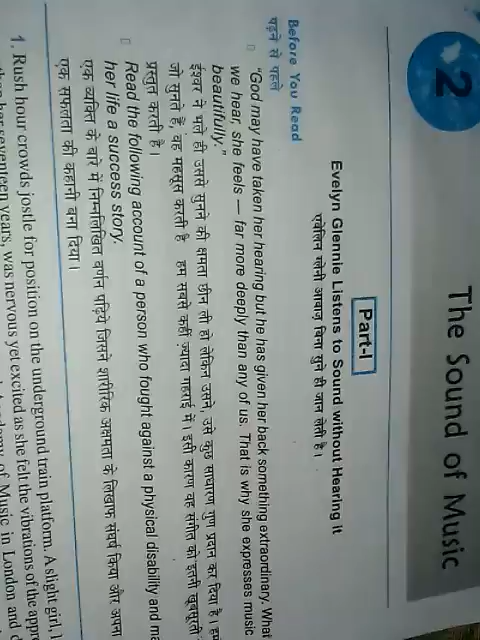 2
The Sound of Music
Part-I
Evelyn Glennie Listens to Sound without Hearing it
एवेलिन ग्लेनी आवाज़ बिना सुने ही जान लेती है।
Before You Read
पढ़ने से पहले
"God may have taken her hearing but he has given her back something extraordinary. What
we hear, she feels — far more deeply than any of us. That is why she expresses music
beautifully."
ईश्वर ने भले ही उससे सुनने की क्षमता छीन ली हो लेकिन उसने, उसे कुछ साधारण गुण प्रदान कर दिया है। हम
जो सुनते हैं, वह महसूस करती है हम सबसे कहीं ज़्यादा गहराई में। इसी कारण वह संगीत को इतनी खूबसूरती
प्रस्तुत करती है।
Read the following account of a person who fought against a physical disability and ma
her life a success story.
एक व्यक्ति के बारे में निम्नलिखित वर्णन पढ़िये जिसने शारीरिक अक्षमता के खिलाफ संघर्ष किया और अपना
एक सफलता की कहानी बना दिया।
1. Rush hour crowds jostle for position on the underground train platform. A slight girl, l
her seventeen years, was nervous yet excited as she felt the vibrations of the appr
of Music in London and